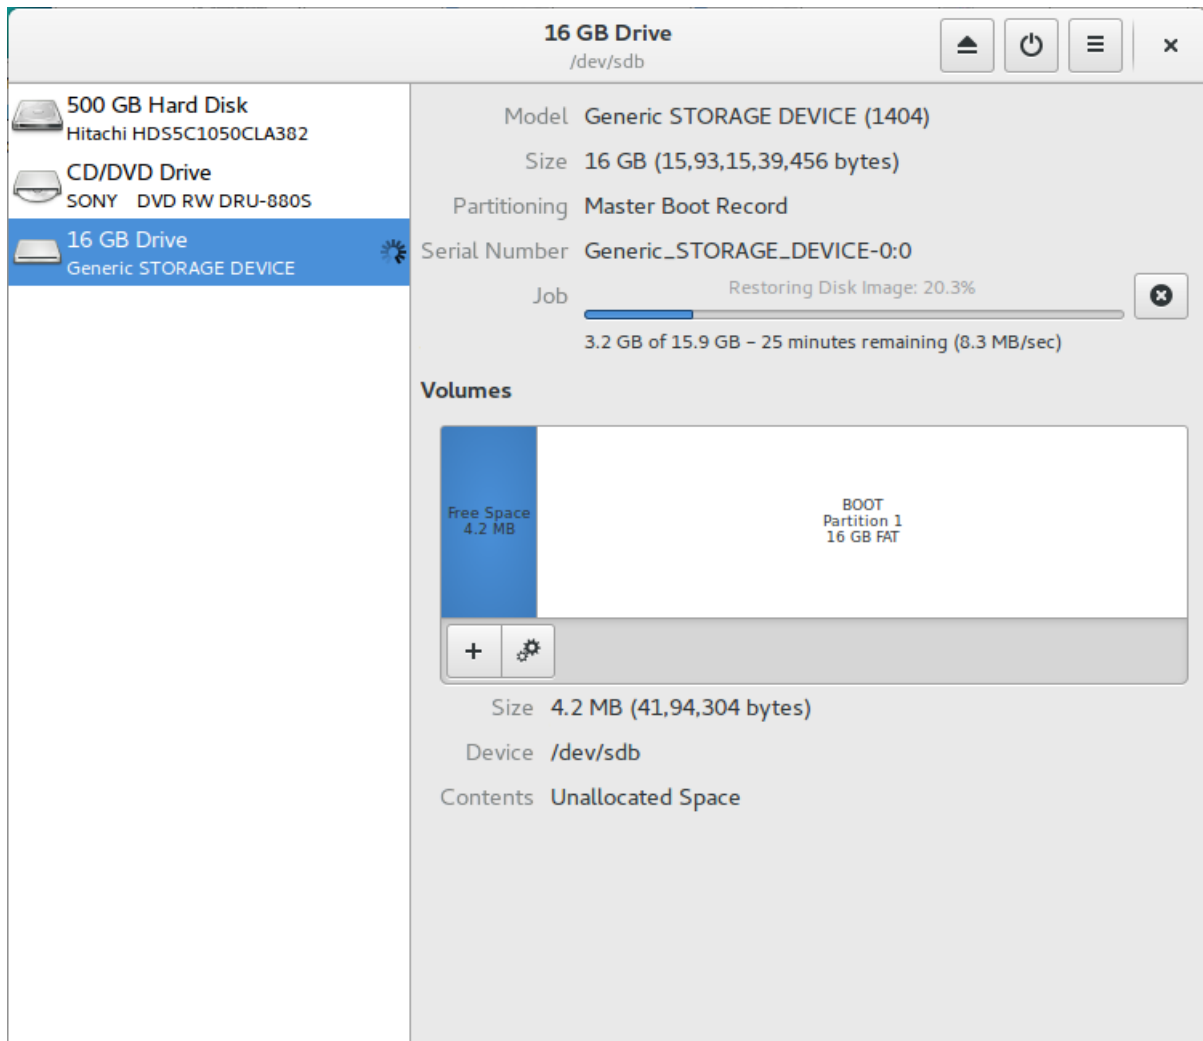 16 GB Drive
/dev/sdb
500 GB Hard Disk
Hitachi HDS5C1050CLA382
CD/DVD Drive
SONY DVD RW DRU-880S
16 GB Drive
Generic STORAGE DEVICE
Model Generic STORAGE DEVICE (1404)
Size 16 GB (15,93,15,39,456 bytes)
Partitioning Master Boot Record
Serial Number Generic_STORAGE_DEVICE-0:0
Job Restoring Disk Image: 20.3%
3.2 GB of 15.9 GB – 25 minutes remaining (8.3 MB/sec)
Volumes
Free Space
4.2 MB
BOOT
Partition 1
16 GB FAT
Size 4.2 MB (41,94,304 bytes)
Device /dev/sdb
Contents Unallocated Space